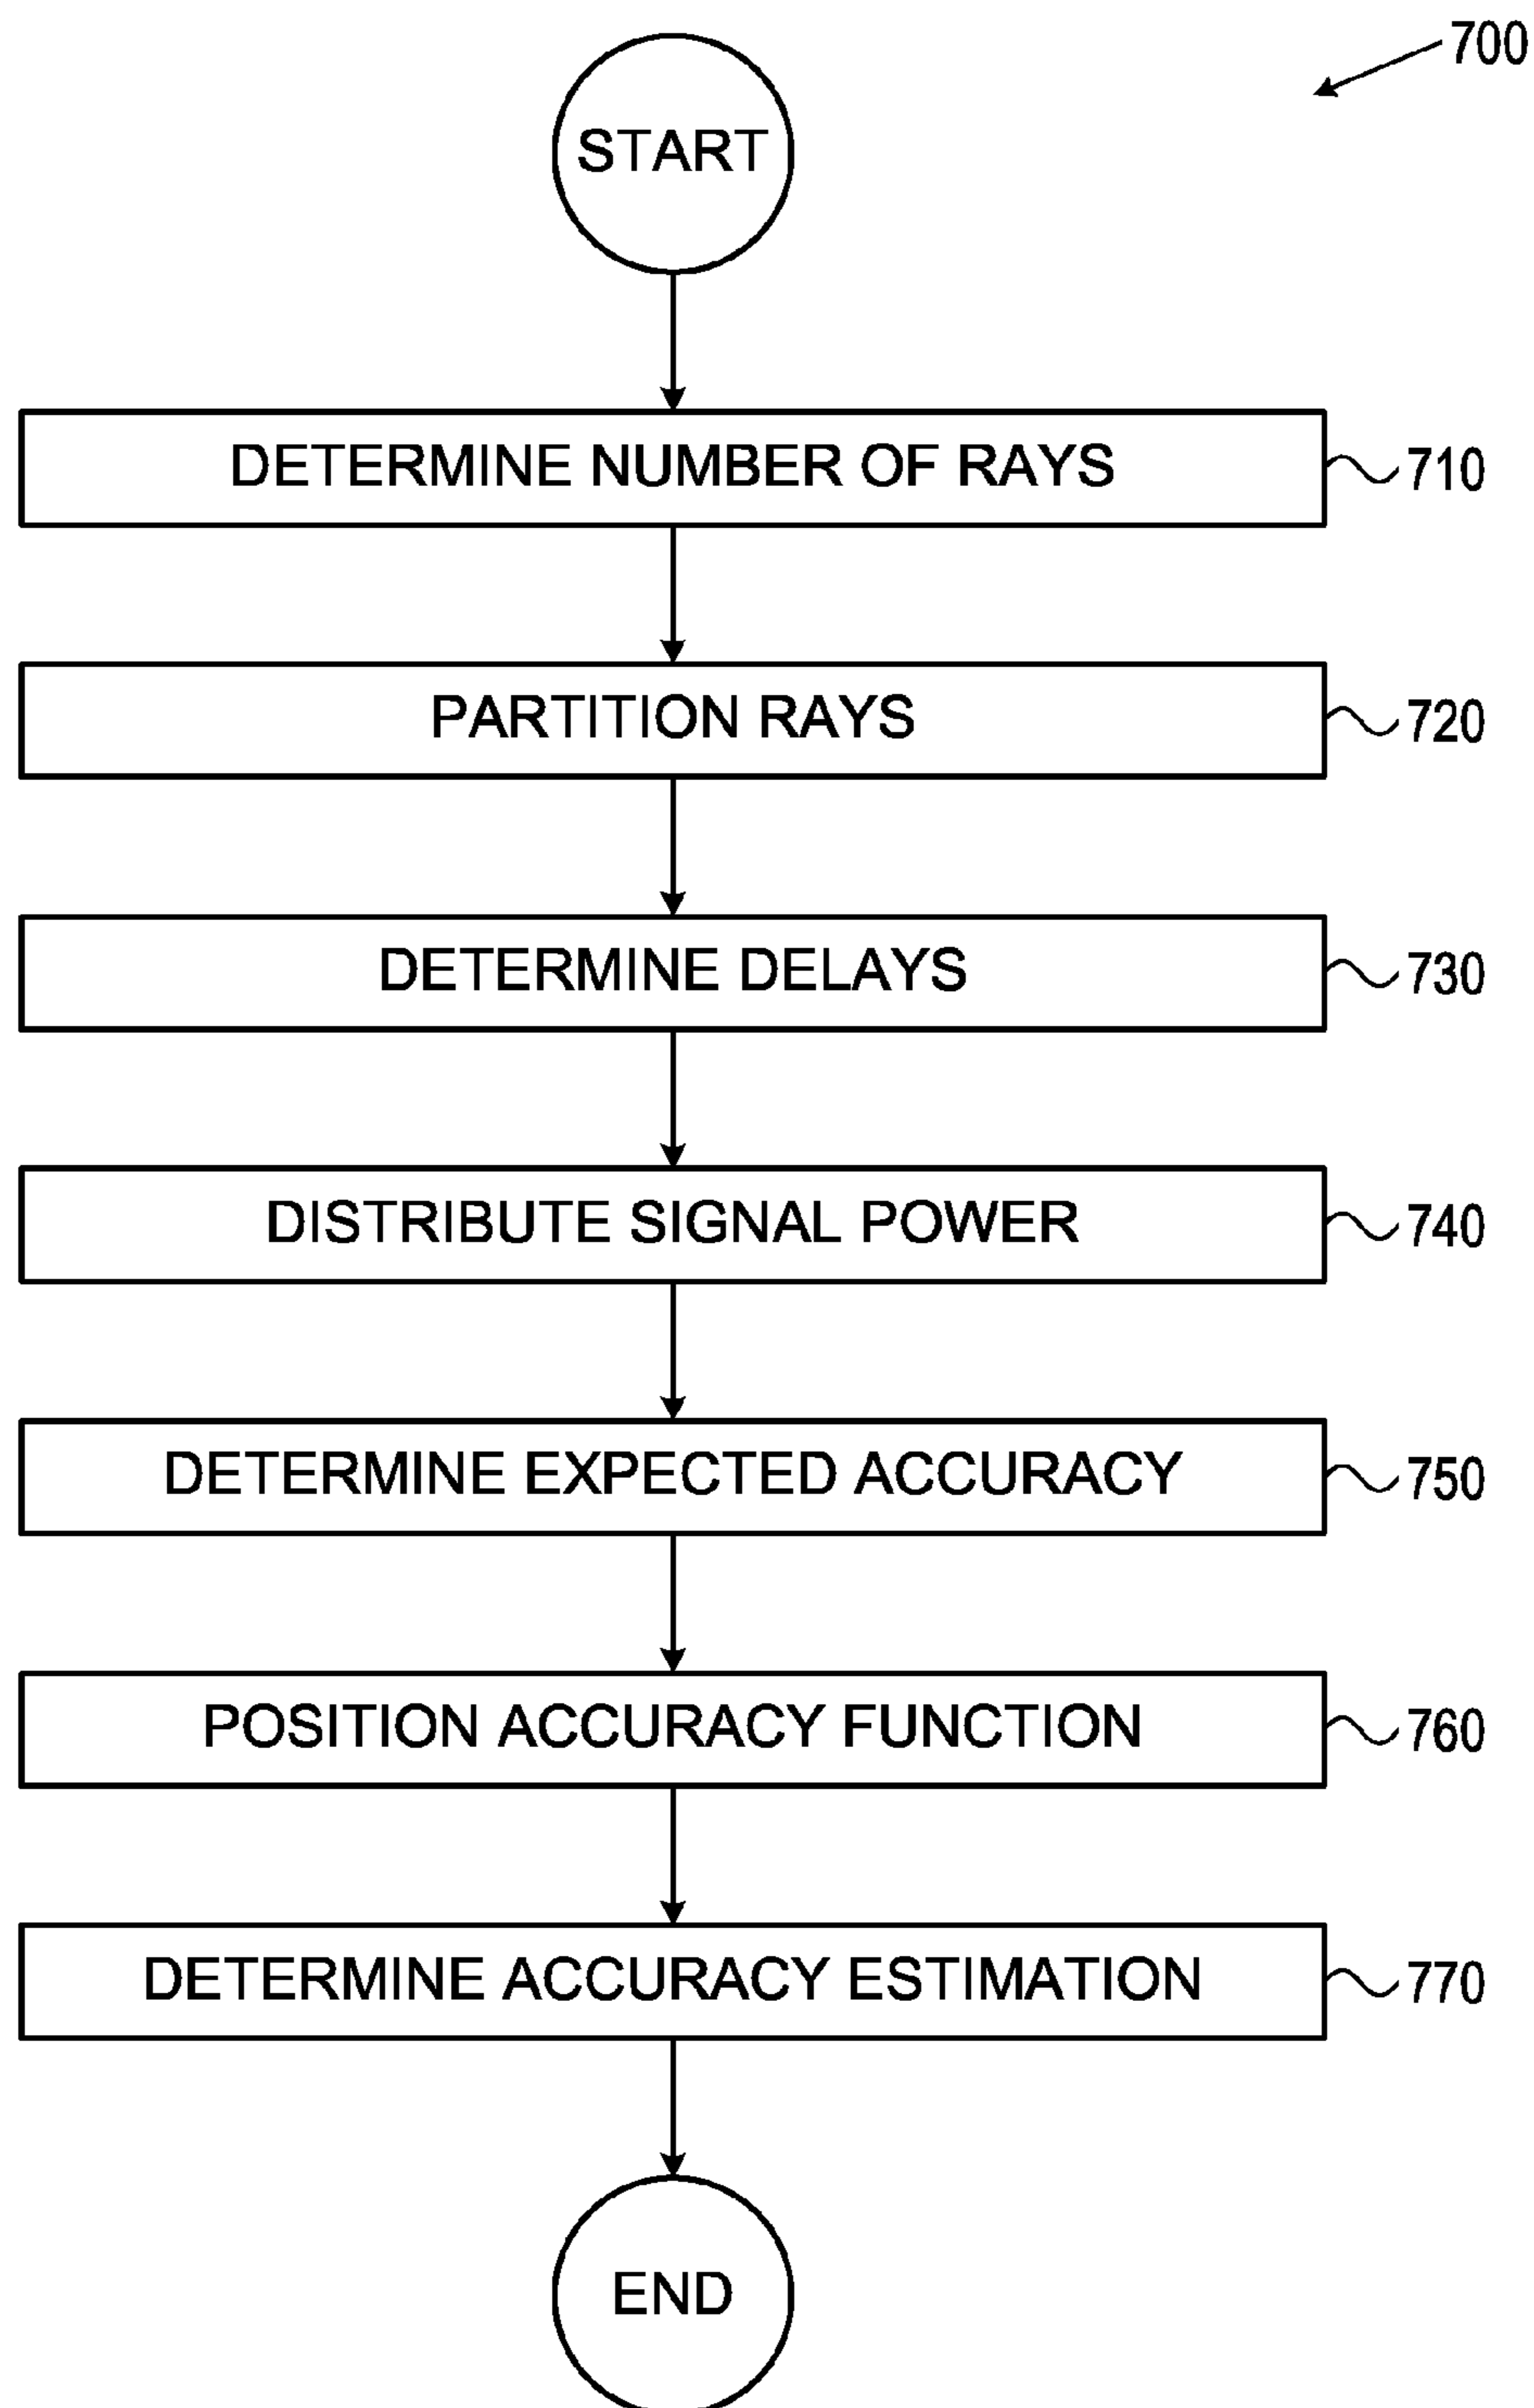 700
START
DETERMINE NUMBER OF RAYS 710
PARTITION RAYS 720
DETERMINE DELAYS 730
DISTRIBUTE SIGNAL POWER 740
DETERMINE EXPECTED ACCURACY 750
POSITION ACCURACY FUNCTION 760
DETERMINE ACCURACY ESTIMATION 770
END